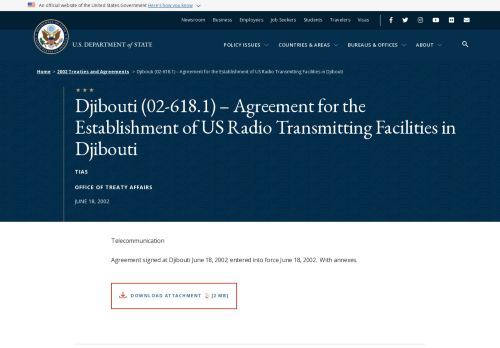 An official website of the United States Government Here's how you know
Newsroom Business Employees Job Seekers Students Travelers Visas
U.S. DEPARTMENT of STATE
POLICY ISSUES COUNTRIES & AREAS BUREAUS & OFFICES ABOUT
Home > 2002 Treaties and Agreements > Djibouti (02-618.1) – Agreement for the Establishment of US Radio Transmitting Facilities in Djibouti
Djibouti (02-618.1) – Agreement for the
Establishment of US Radio Transmitting Facilities in
Djibouti
TIAS
OFFICE OF TREATY AFFAIRS
JUNE 18, 2002
Telecommunication
Agreement signed at Djibouti June 18, 2002; entered into force June 18, 2002. With annexes.
DOWNLOAD ATTACHMENT [2 MB]